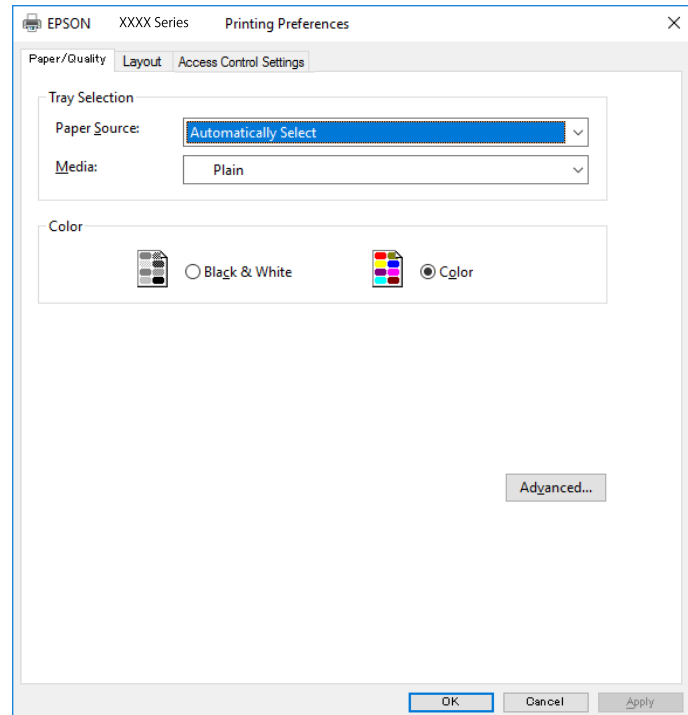 EPSON XXXX Series Printing Preferences
Paper/Quality Layout Access Control Settings
Tray Selection
Paper Source: Automatically Select
Media: Plain
Color
Black & White Color
Advanced...
OK Cancel Apply